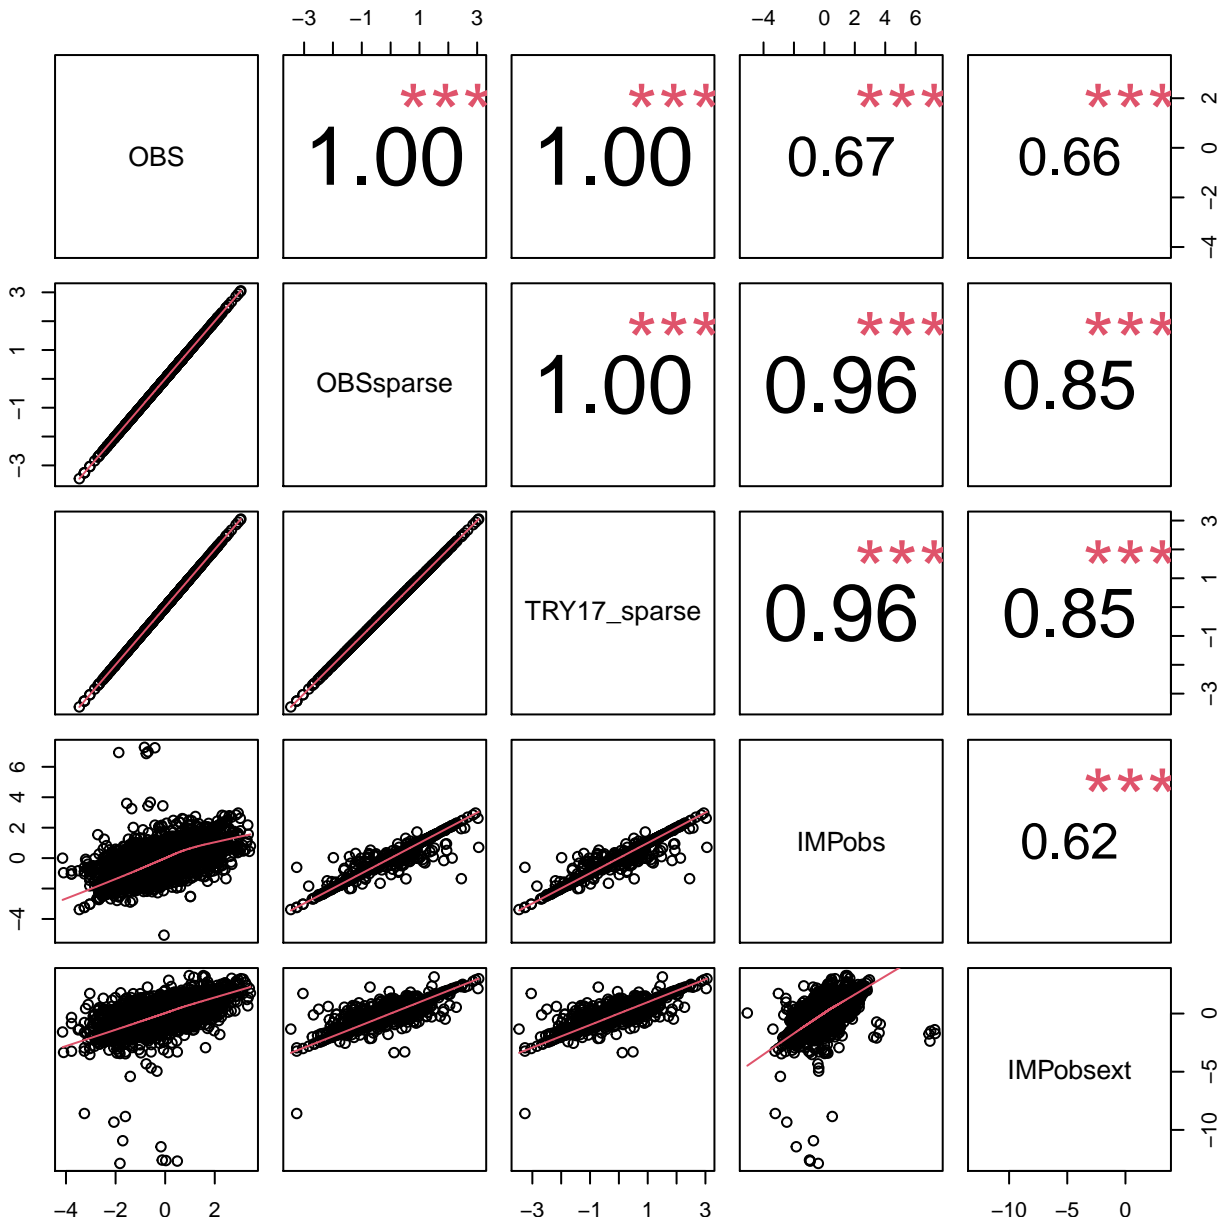 −3 −1 1 3 −4 0 2 4 6
OBS *** 1.00 *** 1.00 *** 0.67 *** 0.66 2 0 −2 −4
3 1 −1 −3 OBSsparse *** 1.00 *** 0.96 *** 0.85
TRY17_sparse *** 0.96 *** 0.85 3 1 −1 −3
6 4 2 0 −4 IMPobs *** 0.62
IMPobsext 0 −5 −10
−4 −2 0 2 −3 −1 1 3 −10 −5 0